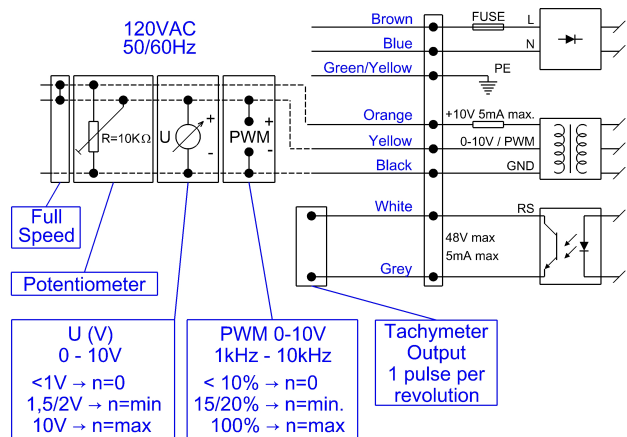 120VAC
50/60Hz
Brown
FUSE
L
Blue
N
Green/Yellow
PE
Orange
+10V 5mA max.
Yellow
0-10V / PWM
Black
GND
R=10KΩ
U
+
-
PWM
+
-
White
RS
48V max
5mA max
Grey
Full
Speed
Potentiometer
U (V)
0 - 10V
<1V → n=0
1,5/2V → n=min
10V → n=max
PWM 0-10V
1kHz - 10kHz
< 10% → n=0
15/20% → n=min.
100% → n=max
Tachymeter
Output
1 pulse per
revolution